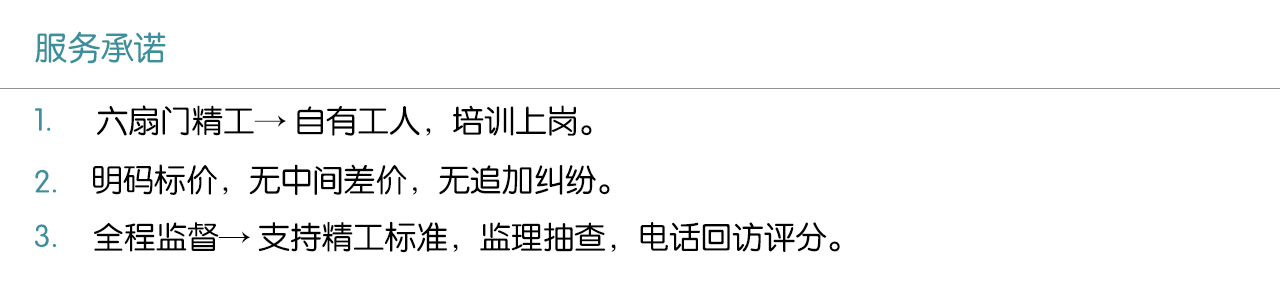 服务承诺
1. 六扇门精工→ 自有工人，培训上岗。
2. 明码标价，无中间差价，无追加纠纷。
3. 全程监督→ 支持精工标准，监理抽查，电话回访评分。